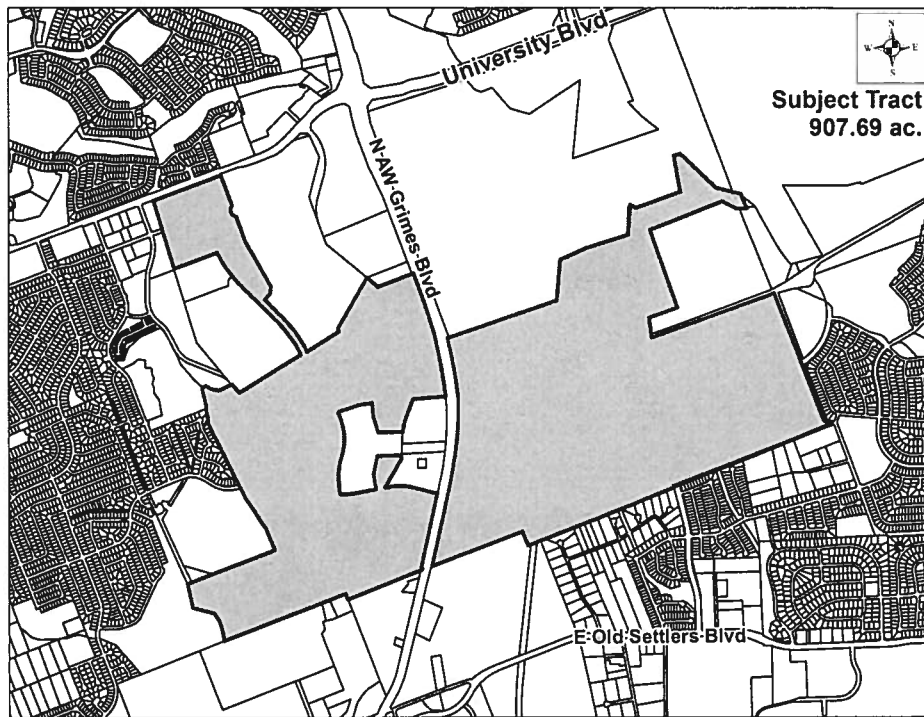 University Blvd
N
W E
S
Subject Tract
907.69 ac.
N AW Grimes Blvd
E Old Settlers Blvd